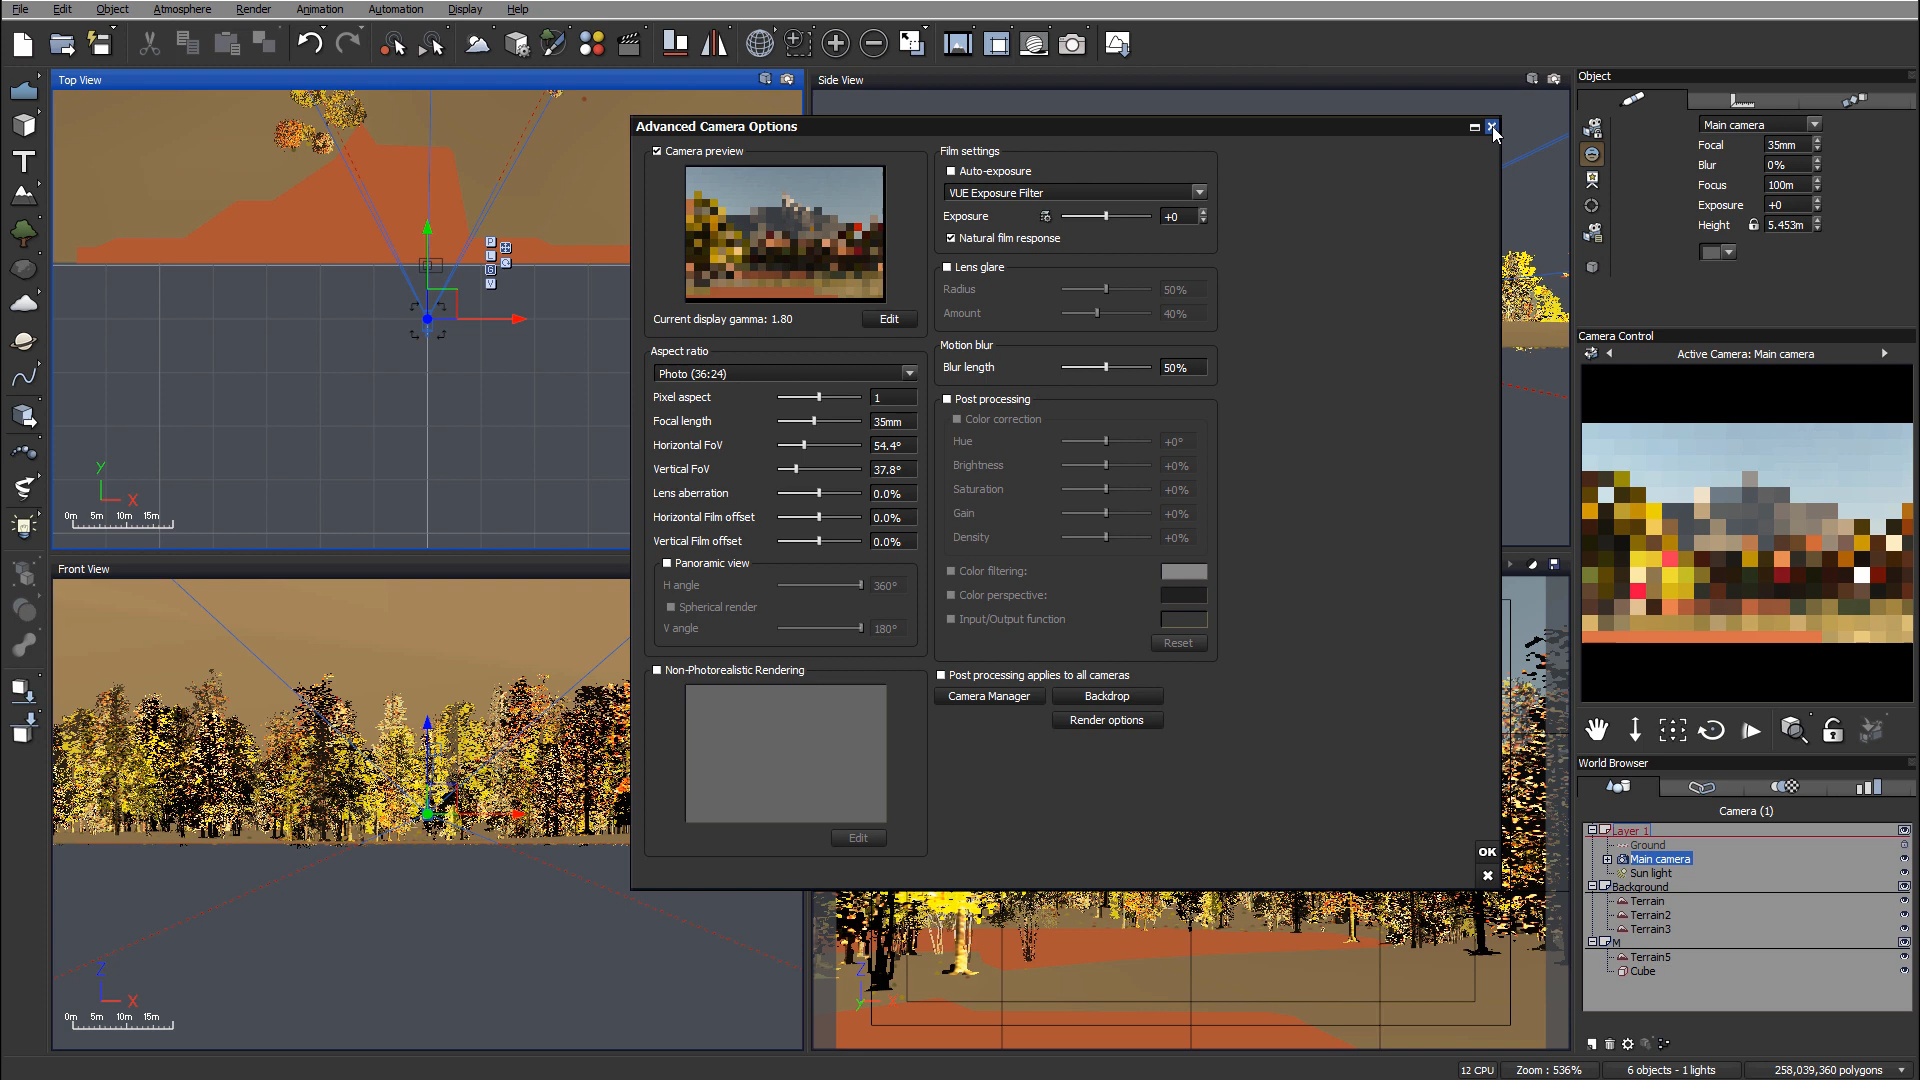 File Edit Object Atmosphere Render Animation Automation Display Help
Top View
Side View
Object
Advanced Camera Options
Main camera
Focal 35mm
Blur 0%
Focus 100m
Exposure +0
Height 5.453m
Camera preview
Current display gamma: 1.80 Edit
Aspect ratio
Photo (36:24)
Pixel aspect 1
Focal length 35mm
Horizontal FoV 54.4°
Vertical FoV 37.8°
Lens aberration 0.0%
Horizontal Film offset 0.0%
Vertical Film offset 0.0%
Panoramic view
H angle 360°
Spherical render
V angle 180°
Non-Photorealistic Rendering
Edit
Film settings
Auto-exposure
VUE Exposure Filter
Exposure +0
Natural film response
Lens glare
Radius 50%
Amount 40%
Motion blur
Blur length 50%
Post processing
Color correction
Hue +0°
Brightness +0%
Saturation +0%
Gain +0%
Density +0%
Color filtering:
Color perspective:
Input/Output function
Reset
Post processing applies to all cameras
Camera Manager Backdrop
Render options
OK
P
L
G
V
Y
X
0m 5m 10m 15m
Front View
Z
X
0m 5m 10m 15m
Z
Y
X
Camera Control
Active Camera: Main camera
World Browser
Camera (1)
Layer 1
Ground
Main camera
Sun light
Background
Terrain
Terrain2
Terrain3
M
Terrain5
Cube
12 CPU Zoom : 536% 6 objects - 1 lights 258,039,360 polygons